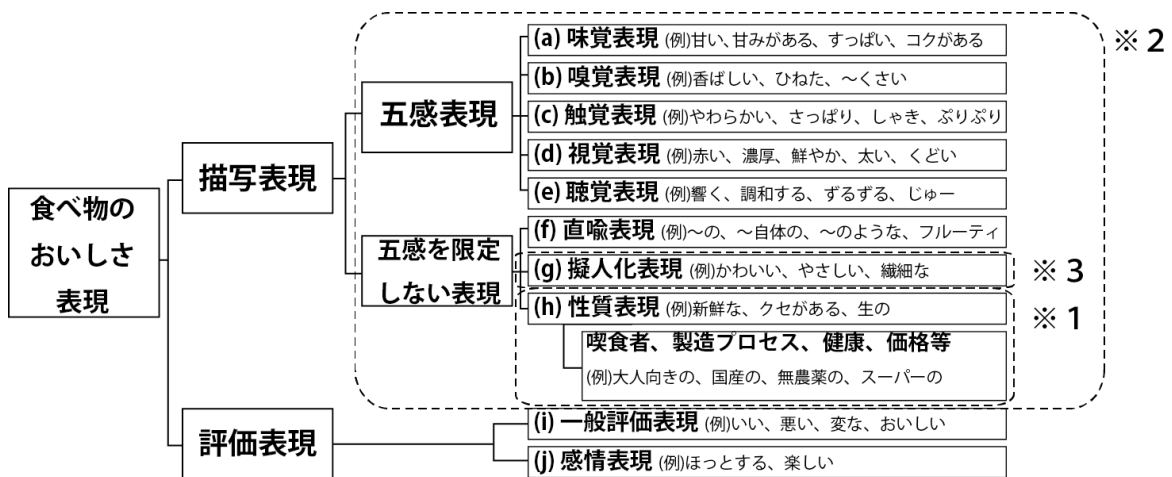 食べ物の
おいしさ
表現
描写表現
評価表現
五感表現
五感を限定
しない表現
(a) 味覚表現 (例)甘い、甘みがある、すっぱい、コクがある
(b) 嗅覚表現 (例)香ばしい、ひねた、〜くさい
(c) 触覚表現 (例)やわらかい、さっぱり、しゃき、ぷりぷり
(d) 視覚表現 (例)赤い、濃厚、鮮やか、太い、くどい
(e) 聴覚表現 (例)響く、調和する、ずるずる、じゅー
(f) 直喩表現 (例)〜の、〜自体の、〜のような、フルーティ
(g) 擬人化表現 (例)かわいい、やさしい、繊細な
(h) 性質表現 (例)新鮮な、クセがある、生の
喫食者、製造プロセス、健康、価格等
(例)大人向きの、国産の、無農薬の、スーパーの
(i) 一般評価表現 (例)いい、悪い、変な、おいしい
(j) 感情表現 (例)ほっとする、楽しい
※ 2
※ 3
※ 1